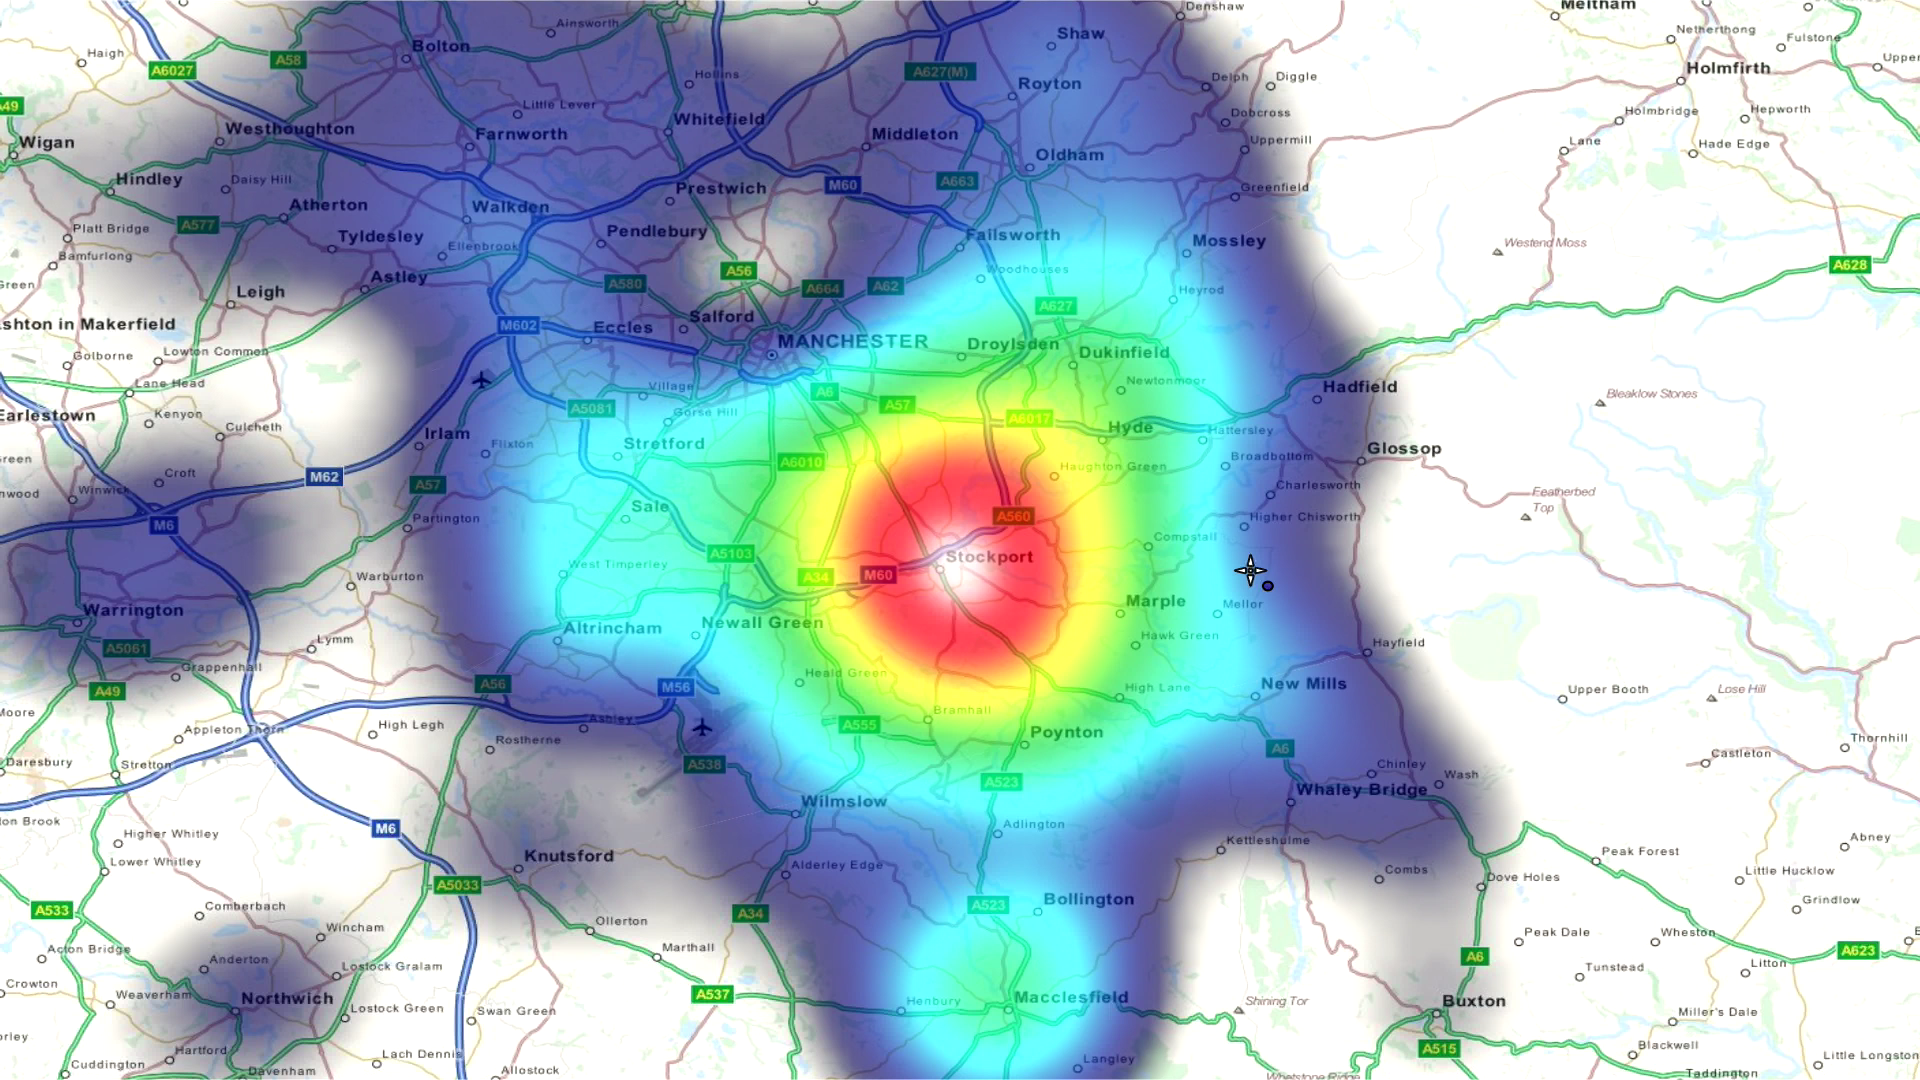 Denshaw
Meltham
Ainsworth
Netherthong
Shaw
Fulstone
Bolton
Haigh
A58
Upper
A6027
A627(M)
Holmfirth
Hollins
Delph
Diggle
Royton
A49
Little Lever
Holmbridge
Hepworth
Dobcross
Whitefield
Westhoughton
Farnworth
Middleton
Wigan
Uppermill
Lane
Hade Edge
Oldham
Hindley
Daisy Hill
Prestwich
M60
A663
Greenfield
Atherton
Walkden
A577
Platt Bridge
Pendlebury
Failsworth
Tyldesley
Ellenbrook
Mossley
Westend Moss
Bamfurlong
A628
Woodhouses
A56
Astley
A580
A664
A62
Green
Leigh
Heyrod
A627
Salford
Ashton in Makerfield
M602
Eccles
MANCHESTER
Droylsden
Dukinfield
Golborne
Lowton Common
Lane Head
Village
Newtonmoor
Hadfield
A6
Bleaklow Stones
Earlestown
Kenyon
A5081
Gorse Hill
A57
A6017
Culcheth
Irlam
Flixton
Stretford
Hyde
Hattersley
Glossop
Green
Croft
M62
A6010
Haughton Green
Broadbottom
Winwick
A57
Charlesworth
Featherbed
Top
Sale
A560
Higher Chisworth
M6
Partington
Compstall
A5103
Stockport
West Timperley
M60
A34
Warburton
Warrington
Marple
Mellor
Newall Green
Altrincham
Hawk Green
Lymm
Hayfield
A5061
Grappenhall
Heald Green
A56
M56
High Lane
New Mills
Upper Booth
Lose Hill
A49
Moore
High Legh
Ashley
Bramhall
A555
Appleton Thorn
Rostherne
Poynton
A6
Thornhill
Castleton
Daresbury
Stretton
A538
Chinley
Wash
A523
Whaley Bridge
Wilmslow
M6
Higher Whitley
Adlington
Kettleshulme
Abney
Knutsford
Peak Forest
Lower Whitley
Alderley Edge
Combs
Dove Holes
Little Hucklow
A5033
Bollington
A523
Grindlow
A533
Comberbach
A34
Ollerton
Wincham
Peak Dale
Wheston
Acton Bridge
Marthall
A623
Anderton
Lostock Gralam
A6
Litton
Tunstead
Crowton
Weaverham
Northwich
A537
Henbury
Macclesfield
Shining Tor
Buxton
Lostock Green
Swan Green
Miller's Dale
Hartford
Lach Dennis
Langley
A515
Blackwell
Little Longston
Cuddington
Davenham
Allostock
Whetstone Ridge
Taddington